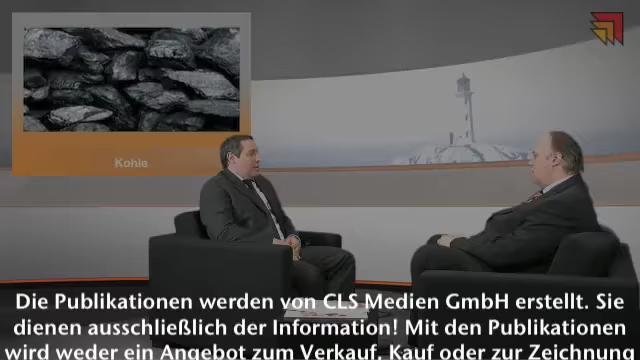 Kohle
Die Publikationen werden von CLS Medien GmbH erstellt. Sie
dienen ausschließlich der Information! Mit den Publikationen
wird weder ein Angebot zum Verkauf, Kauf oder zur Zeichnung